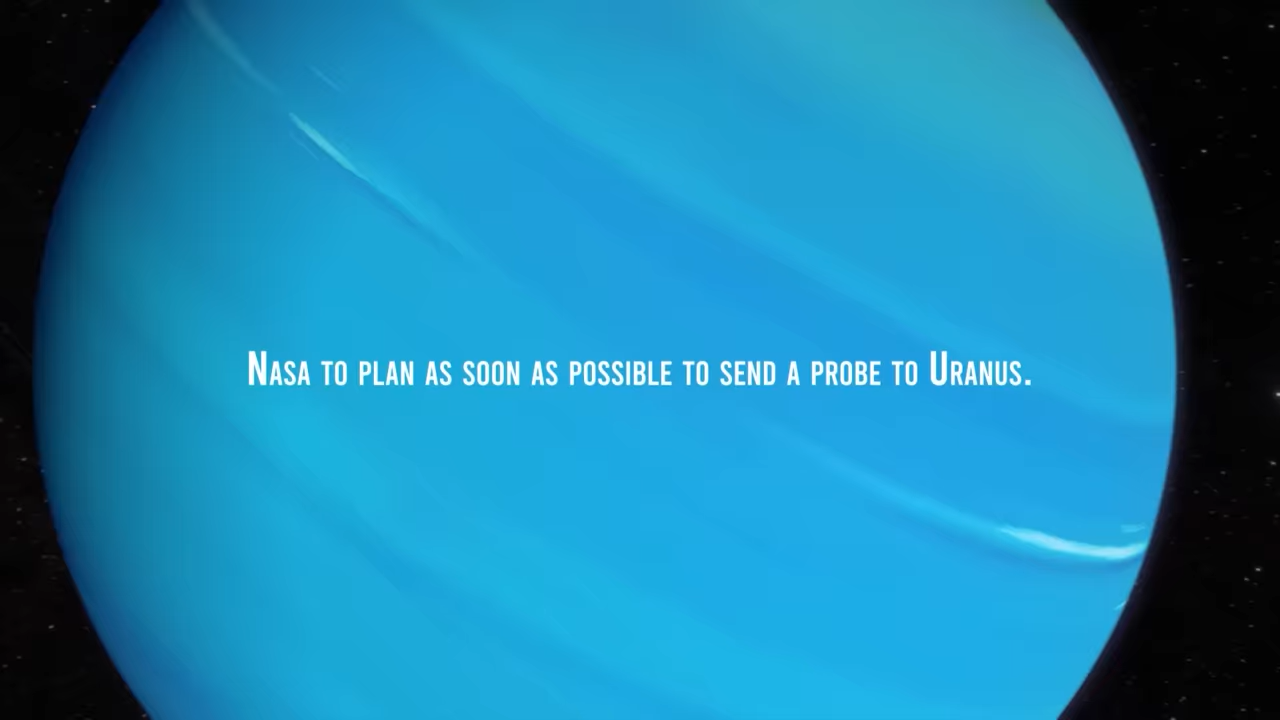 Nasa to plan as soon as possible to send a probe to Uranus.